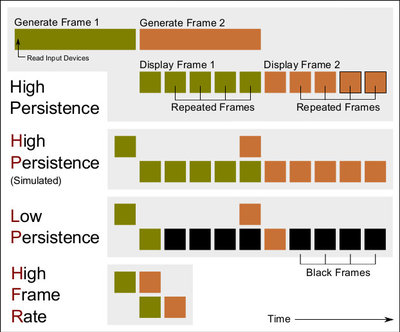 Generate Frame 1 Generate Frame 2
Read Input Devices
Display Frame 1 Display Frame 2
High
Persistence
Repeated Frames Repeated Frames
High
Persistence
(Simulated)
Low
Persistence
Black Frames
High
Frame
Rate
Time